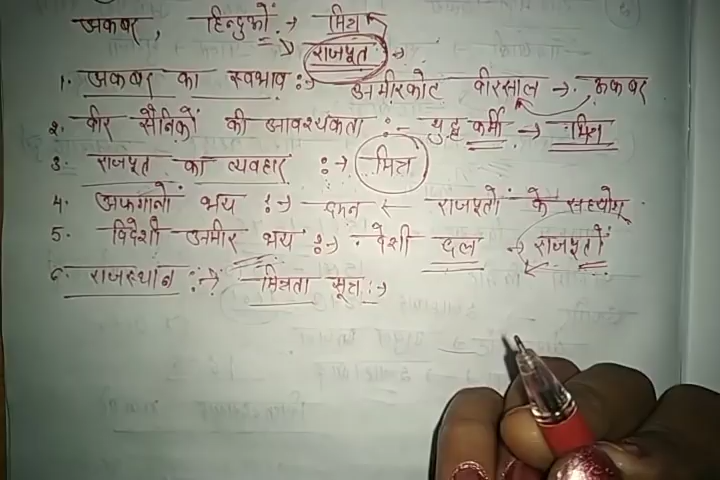 अकबर, हिन्दुओं :→ मित्र
राजपूत :→
1. अकबर का स्वभाव :→ अमीरकोट वीरसाल → अकबर
2. वीर सैनिकों की आवश्यकता :- युद्ध कर्मी → मित्र
3. राजपूत का व्यवहार :→ मित्र
4. अफगानों भय :→ दमन राजपूतों के सहयोग
5. विदेशी अमीर भय :→ देशी दल → राजपूतों
6. राजस्थान :→ मित्रता सूत्र :→